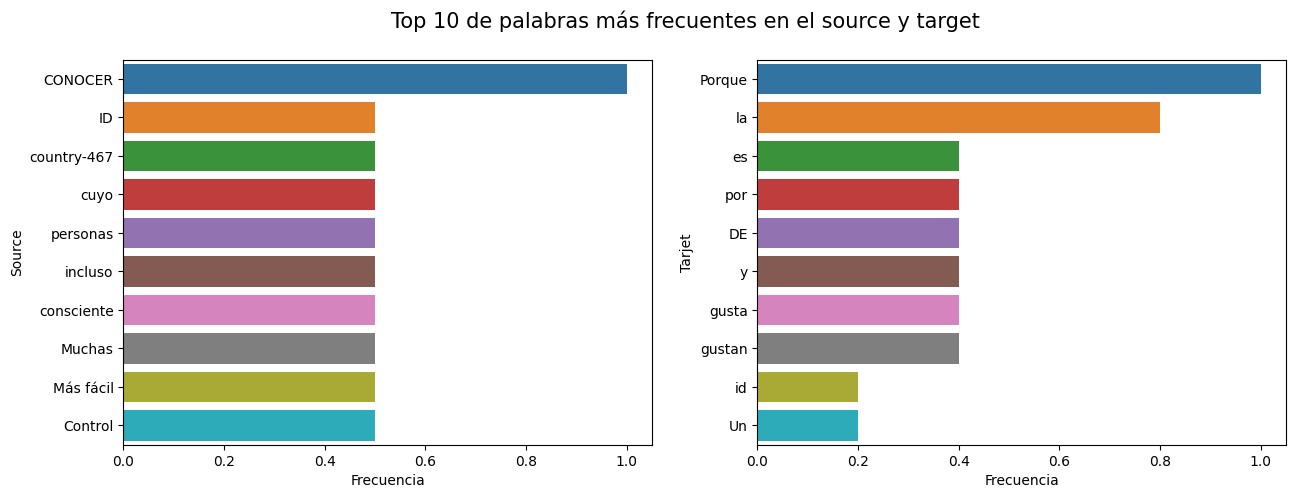 Top 10 de palabras más frecuentes en el source y target
Source
CONOCER
ID
country-467
cuyo
personas
incluso
consciente
Muchas
Más fácil
Control
0.0 0.2 0.4 0.6 0.8 1.0
Frecuencia
Tarjet
Porque
la
es
por
DE
y
gusta
gustan
id
Un
0.0 0.2 0.4 0.6 0.8 1.0
Frecuencia